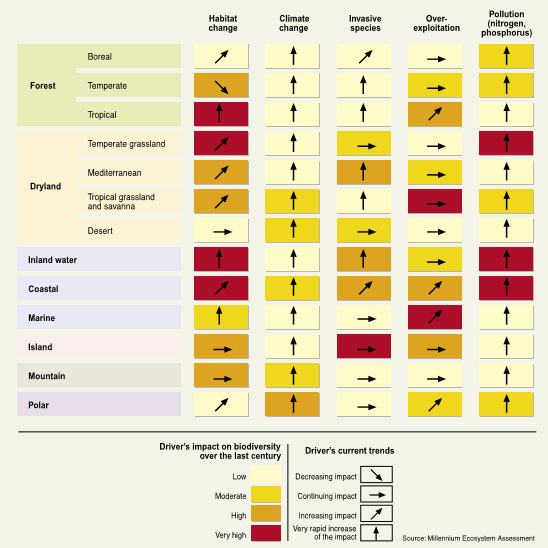 Habitat
change
Climate
change
Invasive
species
Over-
exploitation
Pollution
(nitrogen,
phosphorus)
Forest
Boreal
Temperate
Tropical
Dryland
Temperate grassland
Mediterranean
Tropical grassland
and savanna
Desert
Inland water
Coastal
Marine
Island
Mountain
Polar
Driver's impact on biodiversity
over the last century
Low
Moderate
High
Very high
Driver's current trends
Decreasing impact
Continuing impact
Increasing impact
Very rapid increase
of the impact
Source: Millennium Ecosystem Assessment